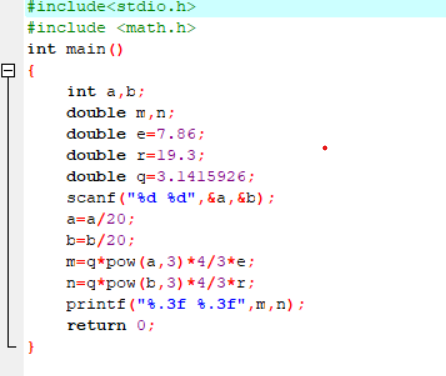 #include<stdio.h>
#include <math.h>
int main()
{
int a,b;
double m,n;
double e=7.86;
double r=19.3;
double q=3.1415926;
scanf("%d %d",&a,&b);
a=a/20;
b=b/20;
m=q*pow(a,3)*4/3*e;
n=q*pow(b,3)*4/3*r;
printf("%.3f %.3f",m,n);
return 0;
}